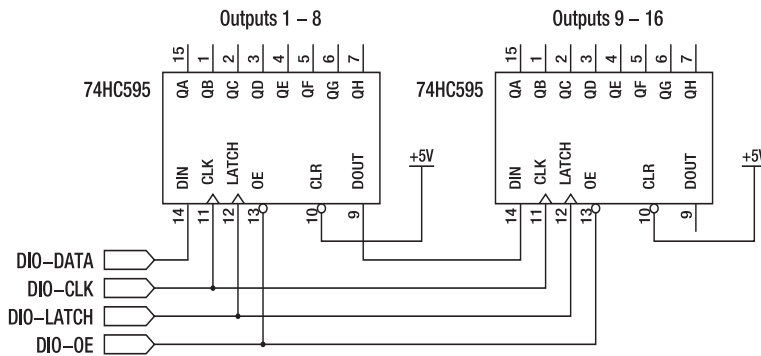 Outputs 1 – 8
Outputs 9 – 16
15 1 2 3 4 5 6 7
15 1 2 3 4 5 6 7
74HC595
QA QB QC QD QE QF QG QH
74HC595
QA QB QC QD QE QF QG QH
DIN CLK LATCH OE CLR DOUT
+5V
DIN CLK LATCH OE CLR DOUT
+5V
14 11 12 13 10 9
14 11 12 13 10 9
DIO–DATA
DIO–CLK
DIO–LATCH
DIO–OE